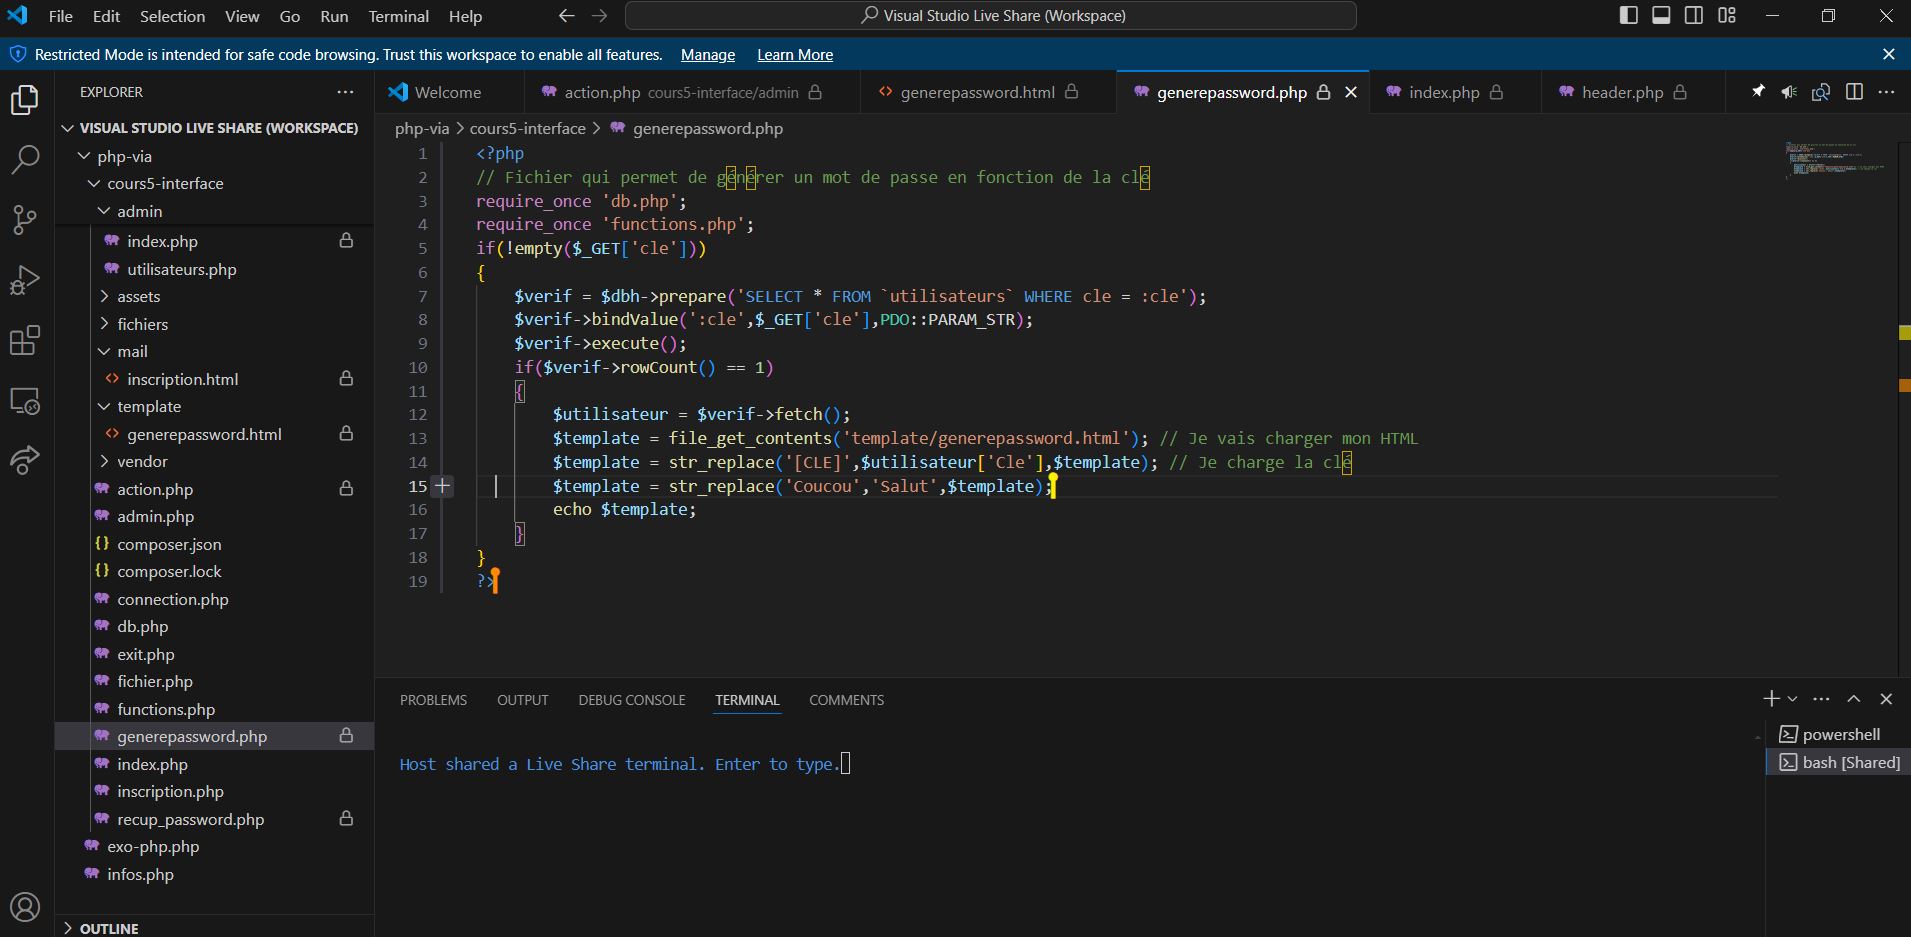 File Edit Selection View Go Run Terminal Help
Visual Studio Live Share (Workspace)
Restricted Mode is intended for safe code browsing. Trust this workspace to enable all features. Manage Learn More
EXPLORER
VISUAL STUDIO LIVE SHARE (WORKSPACE)
php-via
cours5-interface
admin
index.php
utilisateurs.php
assets
fichiers
mail
inscription.html
template
generepassword.html
vendor
action.php
admin.php
composer.json
composer.lock
connection.php
db.php
exit.php
fichier.php
functions.php
generepassword.php
index.php
inscription.php
recup_password.php
exo-php.php
infos.php
OUTLINE
Welcome action.php cours5-interface/admin generepassword.html generepassword.php index.php header.php
php-via > cours5-interface > generepassword.php
1 <?php
2 // Fichier qui permet de générer un mot de passe en fonction de la clé
3 require_once 'db.php';
4 require_once 'functions.php';
5 if(!empty($_GET['cle']))
6 {
7 $verif = $dbh->prepare('SELECT * FROM `utilisateurs` WHERE cle = :cle');
8 $verif->bindValue(':cle',$_GET['cle'],PDO::PARAM_STR);
9 $verif->execute();
10 if($verif->rowCount() == 1)
11 {
12 $utilisateur = $verif->fetch();
13 $template = file_get_contents('template/generepassword.html'); // Je vais charger mon HTML
14 $template = str_replace('[CLE]',$utilisateur['Cle'],$template); // Je charge la clé
15 $template = str_replace('Coucou','Salut',$template);
16 echo $template;
17 }
18 }
19 ?>
PROBLEMS OUTPUT DEBUG CONSOLE TERMINAL COMMENTS
Host shared a Live Share terminal. Enter to type.
powershell
bash [Shared]